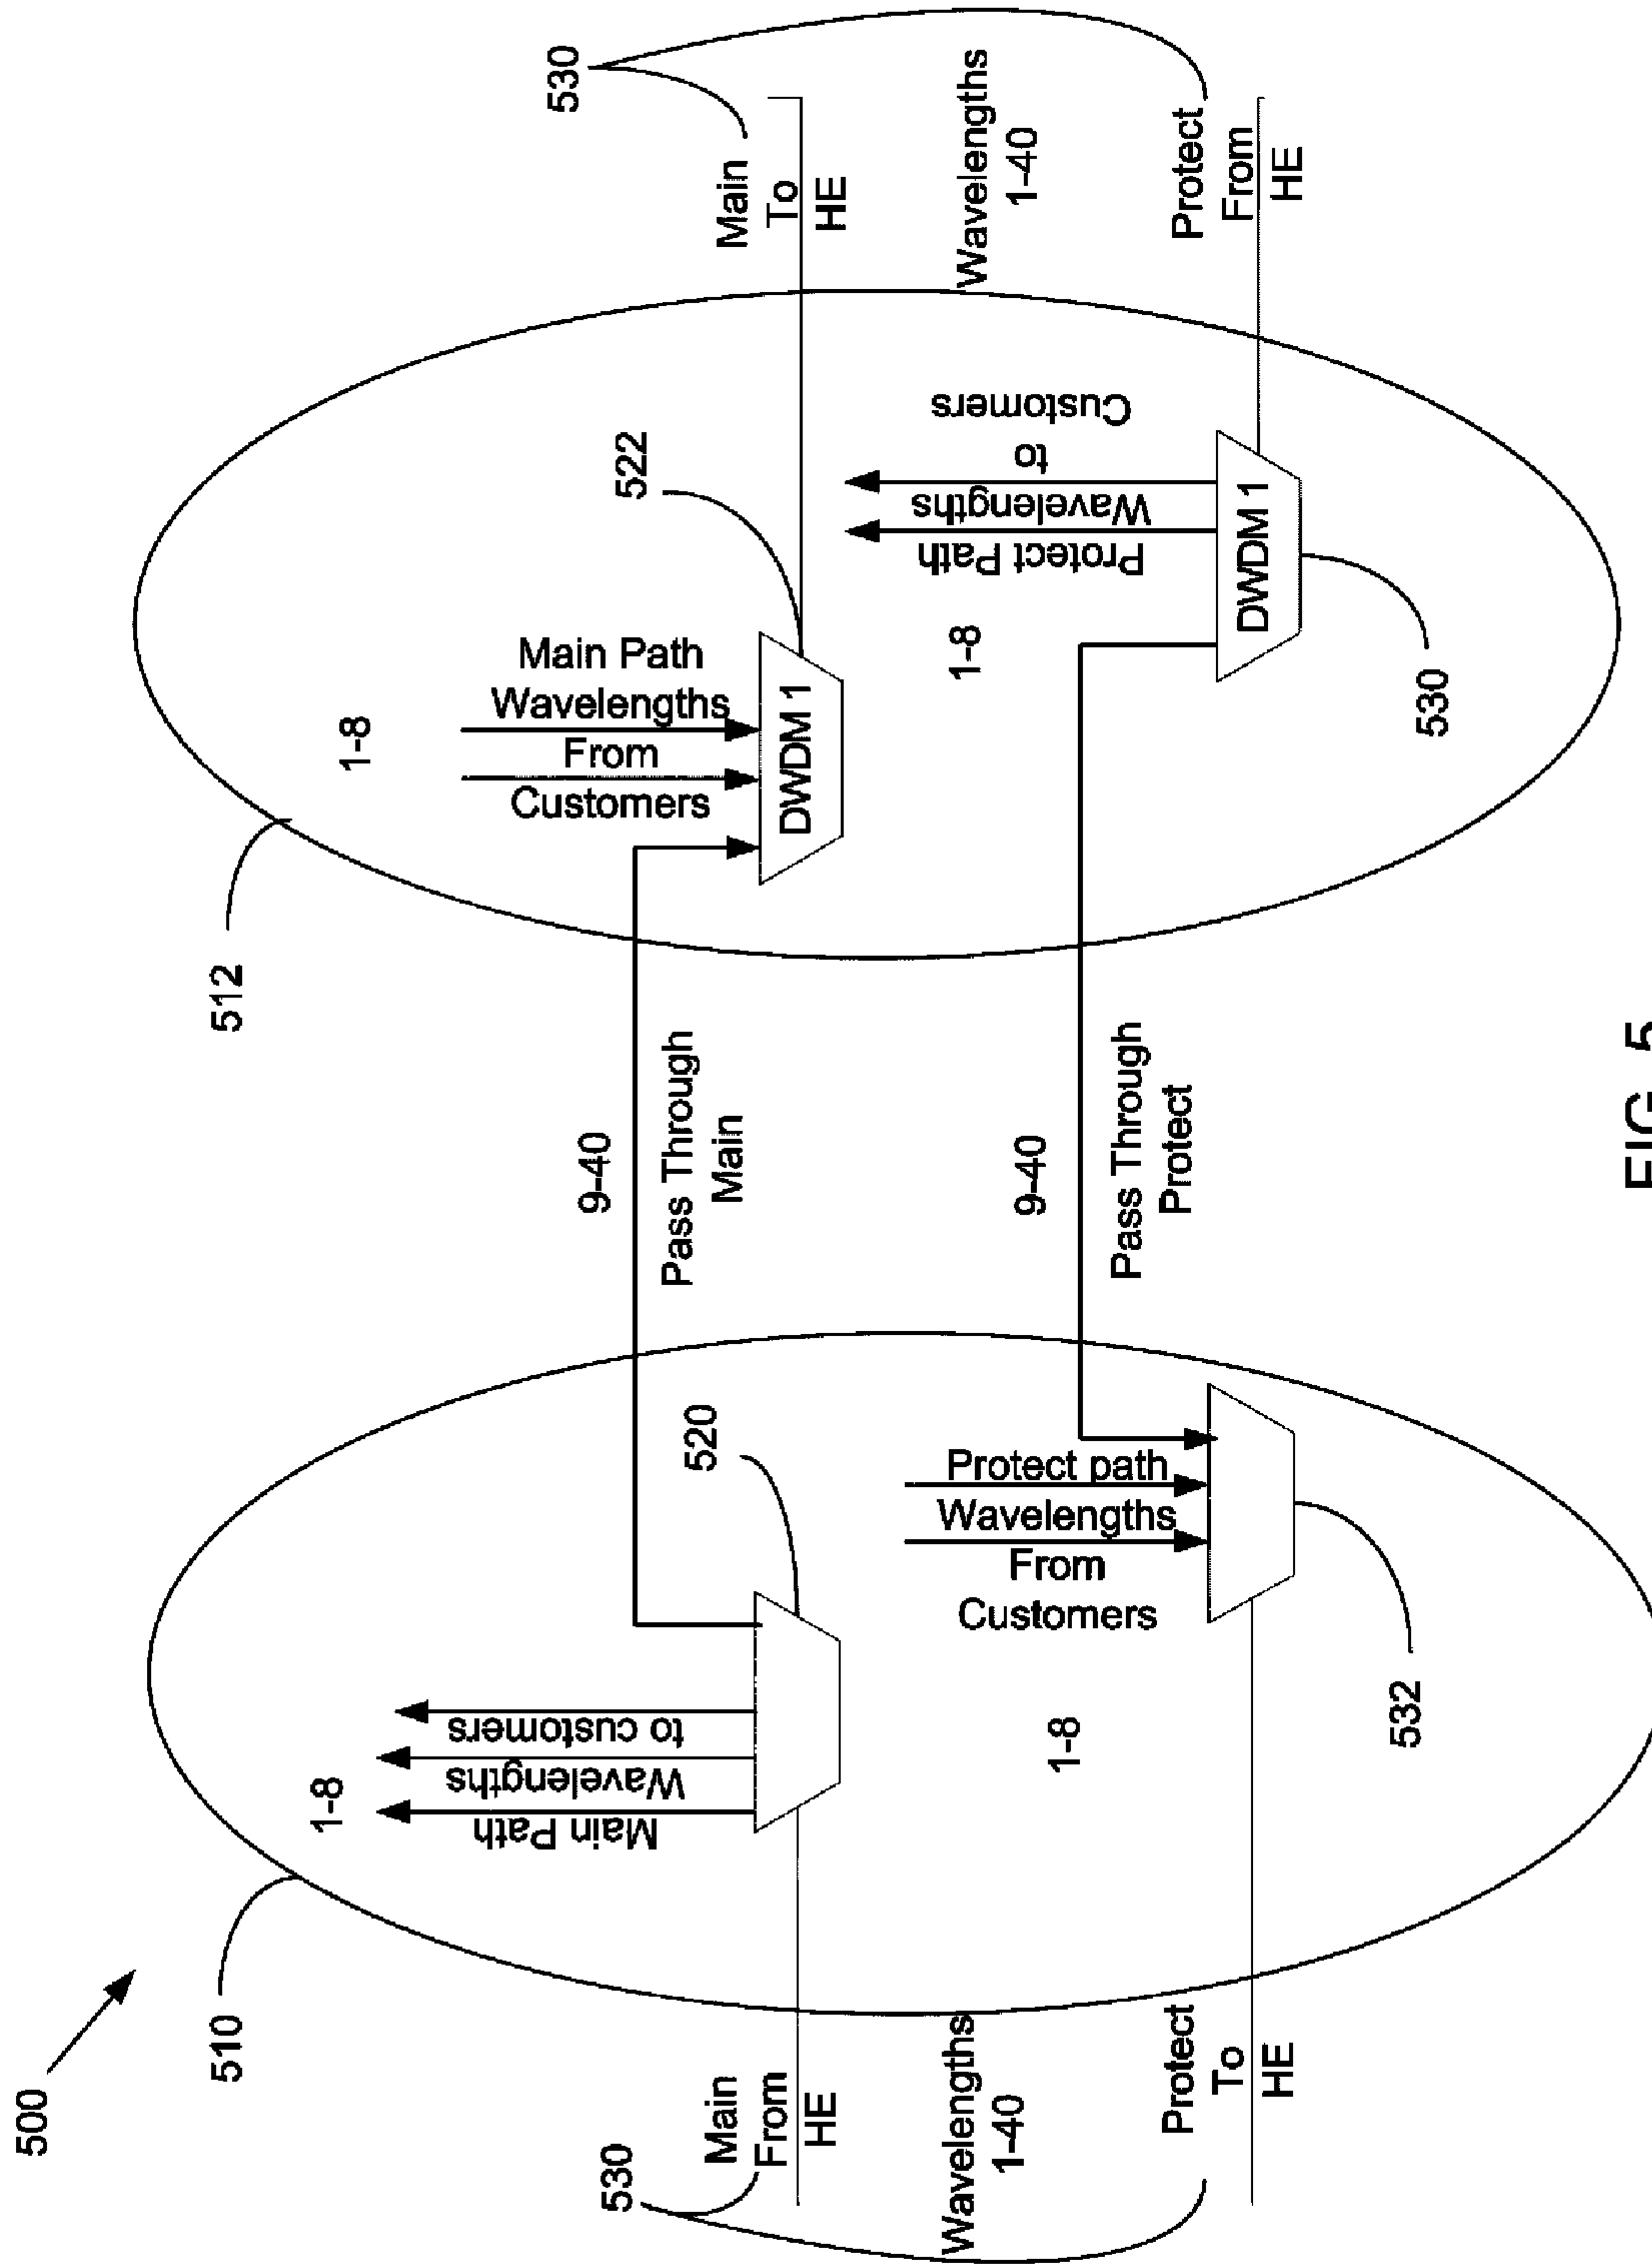 500
510
512
530
1-8
Main Path
Wavelengths
to customers
520
Main
From
HE
Wavelengths
1-40
Protect
To
HE
1-8
Protect path
Wavelengths
From
Customers
532
9-40
Pass Through
Main
9-40
Pass Through
Protect
1-8
Main Path
Wavelengths
From
Customers
DWDM 1
522
530
Main
To
HE
Wavelengths
1-40
Protect
From
HE
1-8
Protect Path
Wavelengths
to
Customers
DWDM 1
530
FIG. 5